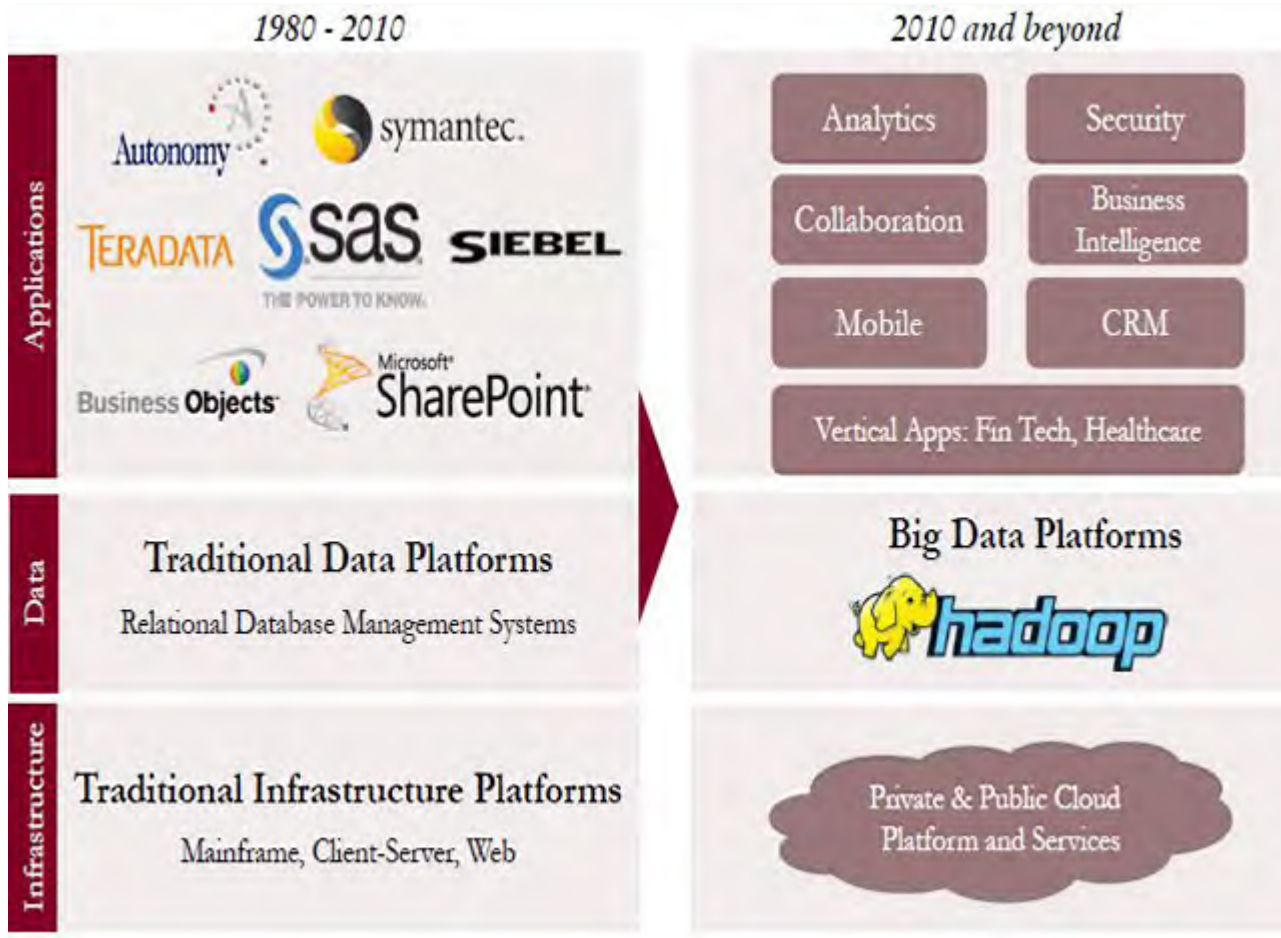 1980 - 2010
2010 and beyond
Applications
Autonomy
symantec.
TERADATA
sas
THE POWER TO KNOW.
SIEBEL
Business Objects
Microsoft®
SharePoint®
Analytics
Security
Collaboration
Business
Intelligence
Mobile
CRM
Vertical Apps: Fin Tech, Healthcare
Data
Traditional Data Platforms
Relational Database Management Systems
Big Data Platforms
hadoop
Infrastructure
Traditional Infrastructure Platforms
Mainframe, Client-Server, Web
Private & Public Cloud
Platform and Services